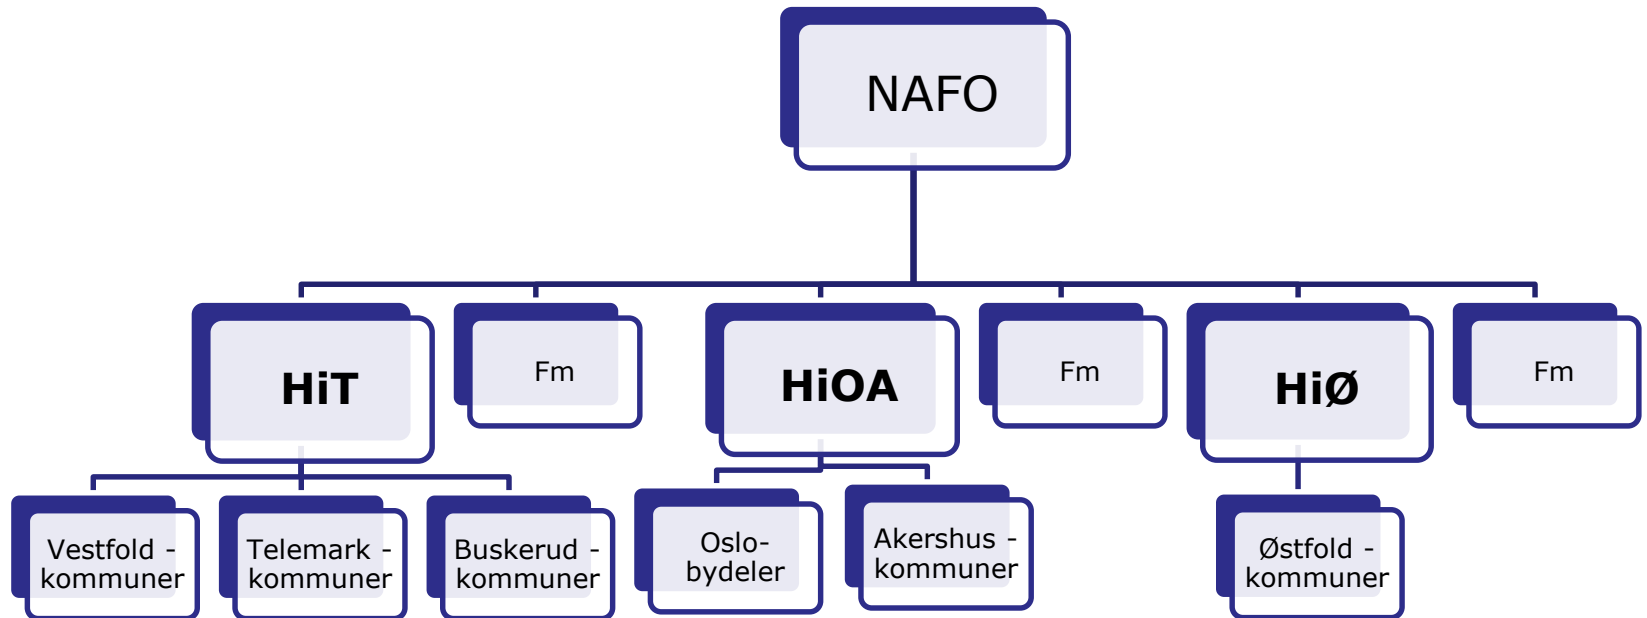 NAFO
HiT
Fm
HiOA
Fm
HiØ
Fm
Vestfold -
kommuner
Telemark -
kommuner
Buskerud -
kommuner
Oslo-
bydeler
Akershus -
kommuner
Østfold -
kommuner